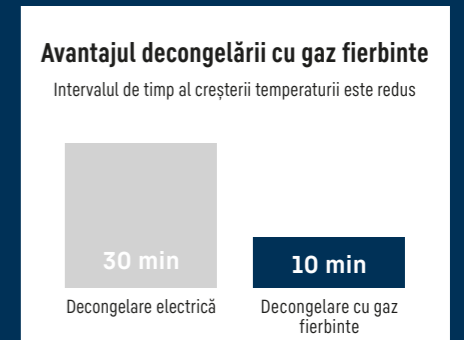 Avantajul decongelării cu gaz fierbinte
Intervalul de timp al creșterii temperaturii este redus
30 min
10 min
Decongelare electrică
Decongelare cu gaz
fierbinte